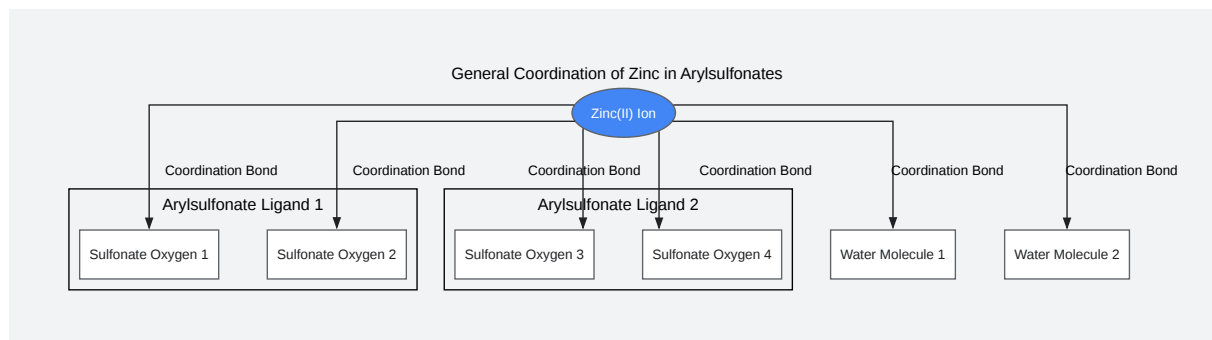 General Coordination of Zinc in Arylsulfonates
Zinc(II) Ion
Coordination Bond
Coordination Bond
Coordination Bond
Coordination Bond
Coordination Bond
Coordination Bond
Arylsulfonate Ligand 1
Arylsulfonate Ligand 2
Sulfonate Oxygen 1
Sulfonate Oxygen 2
Sulfonate Oxygen 3
Sulfonate Oxygen 4
Water Molecule 1
Water Molecule 2